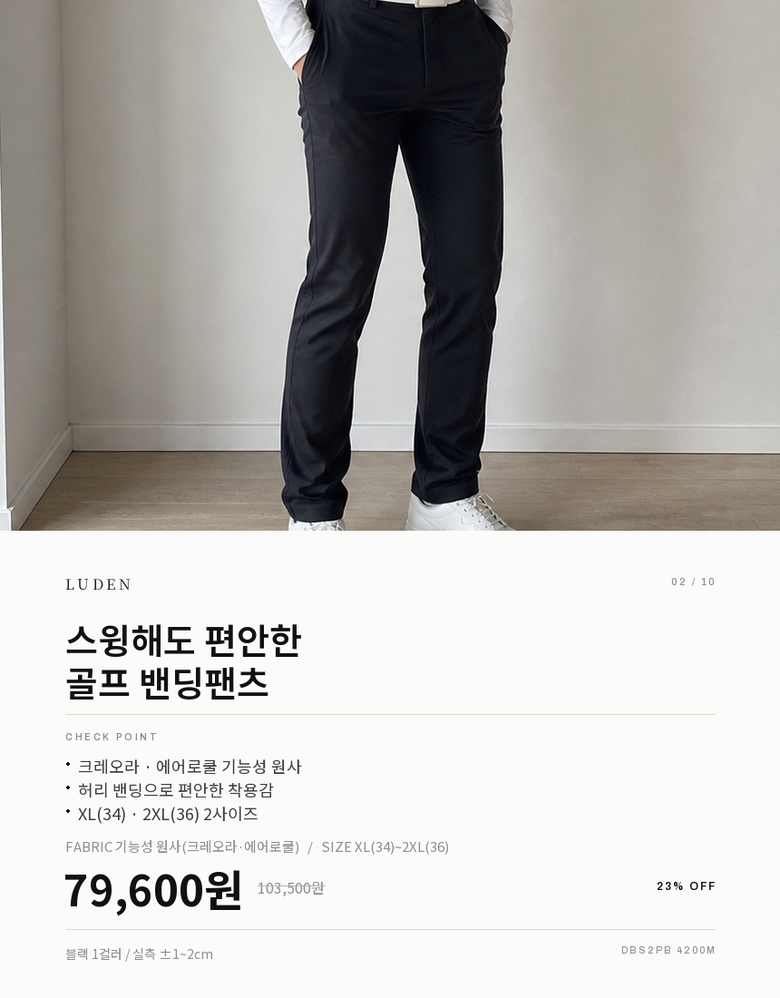 LUDEN
02 / 10
스윙해도 편안한
골프 밴딩팬츠
CHECK POINT
• 크레오라 · 에어로쿨 기능성 원사
• 허리 밴딩으로 편안한 착용감
• XL(34) · 2XL(36) 2사이즈
FABRIC 기능성 원사(크레오라·에어로쿨) / SIZE XL(34)~2XL(36)
79,600원 103,500원
23% OFF
블랙 1컬러 / 실측 ±1~2cm
DBS2PB 4200M